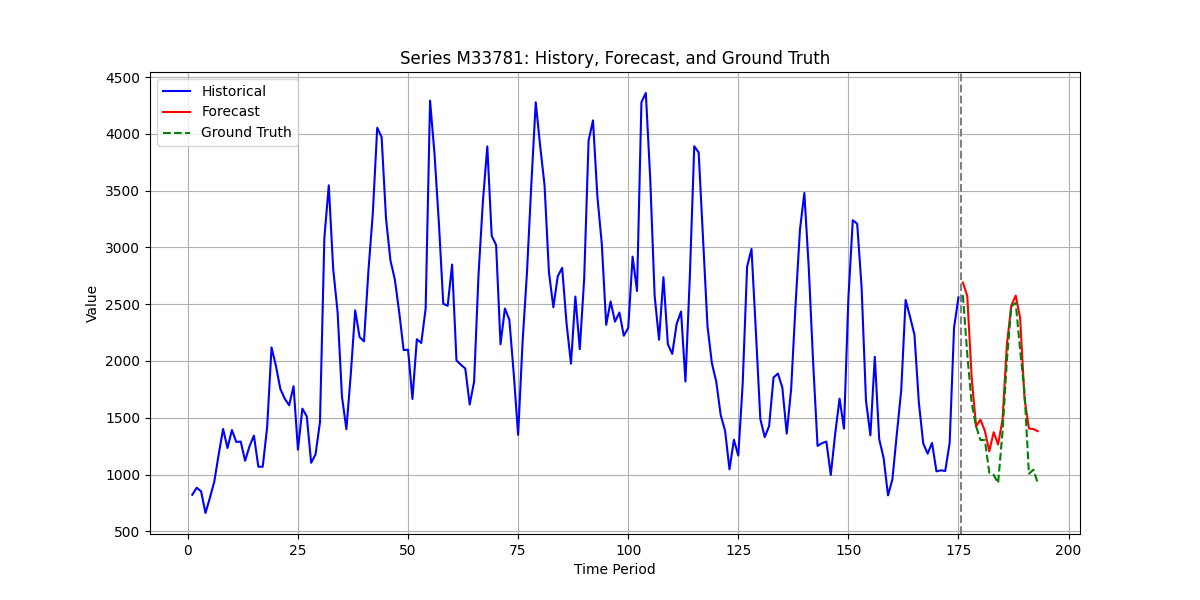 Series M33781: History, Forecast, and Ground Truth
Historical
Forecast
Ground Truth
4500
4000
3500
3000
2500
2000
1500
1000
500
Value
0 25 50 75 100 125 150 175 200
Time Period